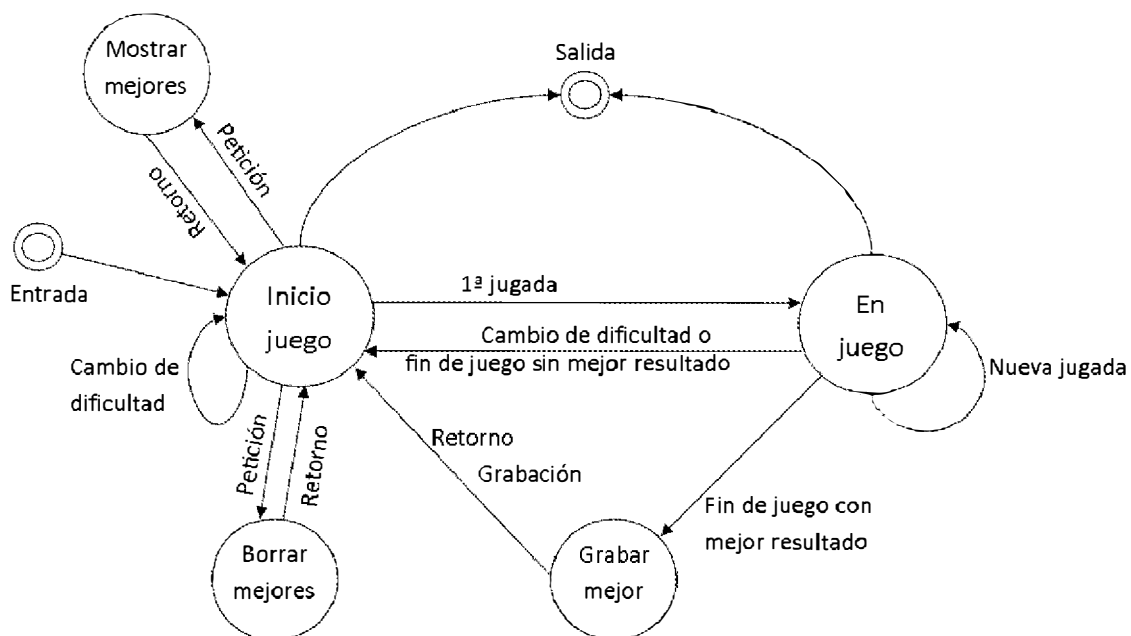 Mostrar
mejores
Salida
Petición
Retorno
Entrada
Inicio
juego
1ª jugada
En
juego
Cambio de dificultad o
fin de juego sin mejor resultado
Cambio de
dificultad
Nueva jugada
Petición
Retorno
Retorno
Grabación
Fin de juego con
mejor resultado
Borrar
mejores
Grabar
mejor